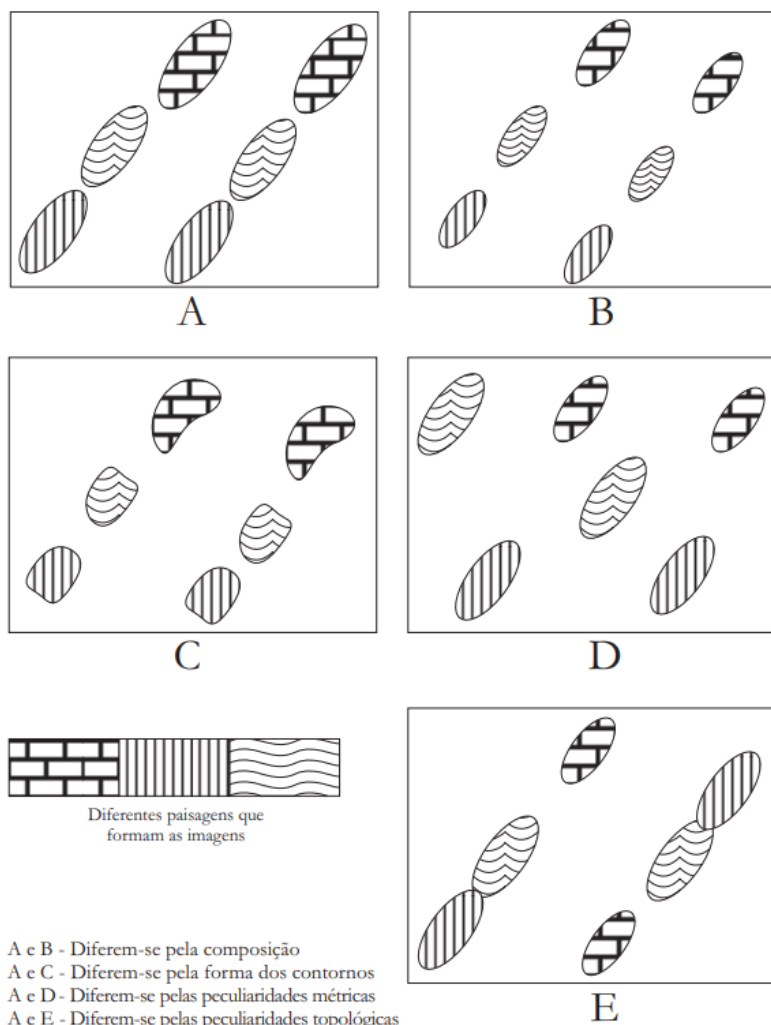 A
B
C
D
Diferentes paisagens que
formam as imagens
A e B - Diferem-se pela composição
A e C - Diferem-se pela forma dos contornos
A e D - Diferem-se pelas peculiaridades métricas
A e E - Diferem-se pelas peculiaridades topológicas
E